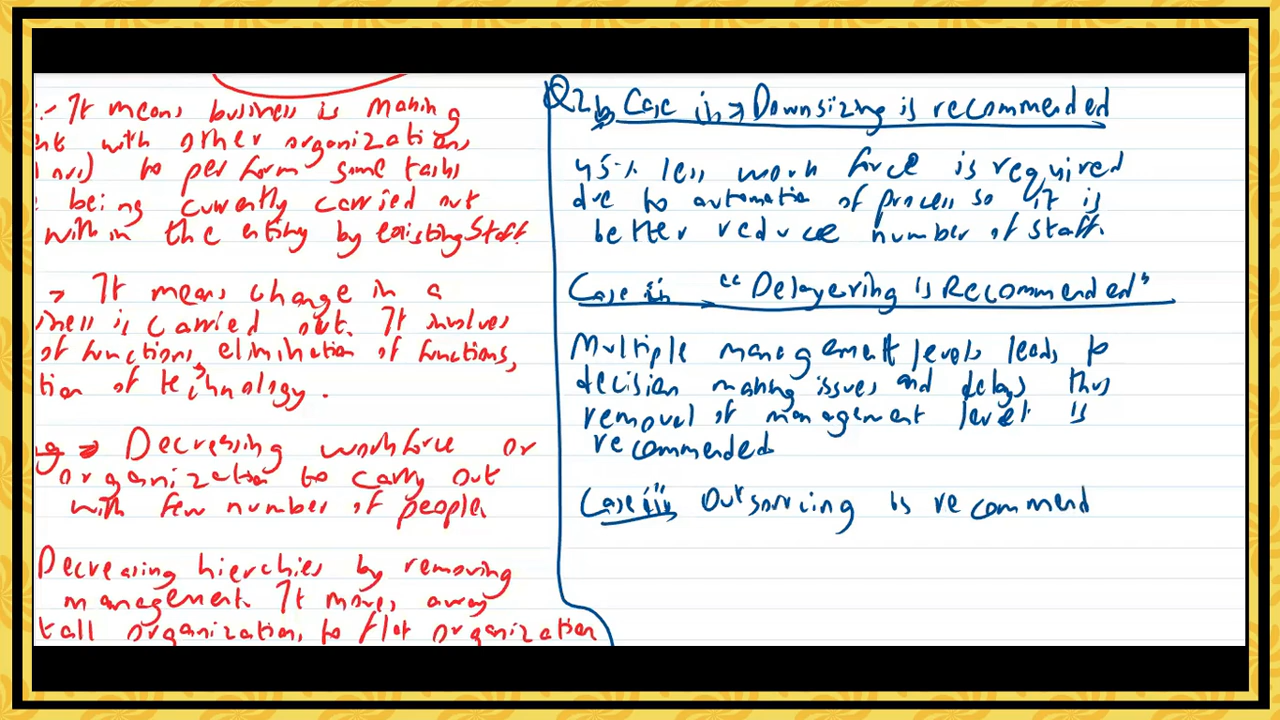 :- It means business is making
nt with other organizations
to perform some tasks
being currently carried out
within the entity by existing staff.
→ It means change in a
iness is carried out. It involves
of functions, elimination of functions,
tion of technology.
g → Decreasing workforce or
organization to carry out
with few number of people.
Decreasing hierchies by removing
management. It moves away
tall organization, to flat organization
Q2 b) Case i) → Downsizing is recommended
45% less work force is required
due to automation of process so it is
better reduce number of staff.
Case ii "Delayering is Recommended"
Multiple management levels leads to
decision making issues and delays thus
removal of management level is
recommended
Case iii" Outsorcing is recommend